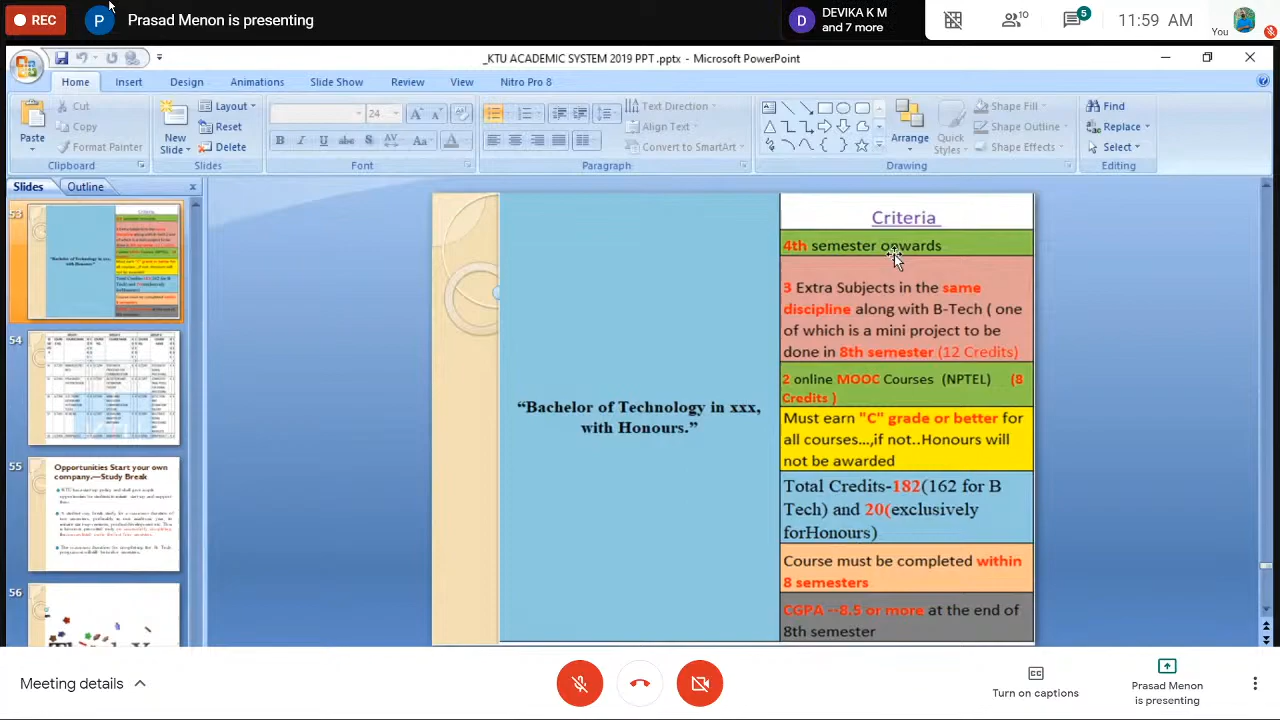 REC
P
Prasad Menon is presenting
D
DEVIKA K M
and 7 more
10
5
11:59 AM
You
_KTU ACADEMIC SYSTEM 2019 PPT .pptx - Microsoft PowerPoint
Home
Insert
Design
Animations
Slide Show
Review
View
Nitro Pro 8
Paste
Cut
Copy
Format Painter
Clipboard
New
Slide
Layout
Reset
Delete
Slides
24
Font
Text Direction
Align Text
Convert to SmartArt
Paragraph
Arrange
Quick
Styles
Shape Fill
Shape Outline
Shape Effects
Drawing
Find
Replace
Select
Editing
Slides
Outline
53
54
55
Opportunities Start your own
company.—Study Break
56
“Bachelor of Technology in xxx,
with Honours.”
Criteria
4th semester onwards
3 Extra Subjects in the same
discipline along with B-Tech ( one
of which is a mini project to be
done in 8th semester (12 Credits)
2 online MOOC Courses (NPTEL) (8
Credits )
Must earn "C" grade or better for
all courses...,if not..Honours will
not be awarded
Total Credits-182(162 for B
Tch) and 20(exclusively
forHonours)
Course must be completed within
8 semesters
CGPA --8.5 or more at the end of
8th semester
Meeting details
Turn on captions
Prasad Menon
is presenting